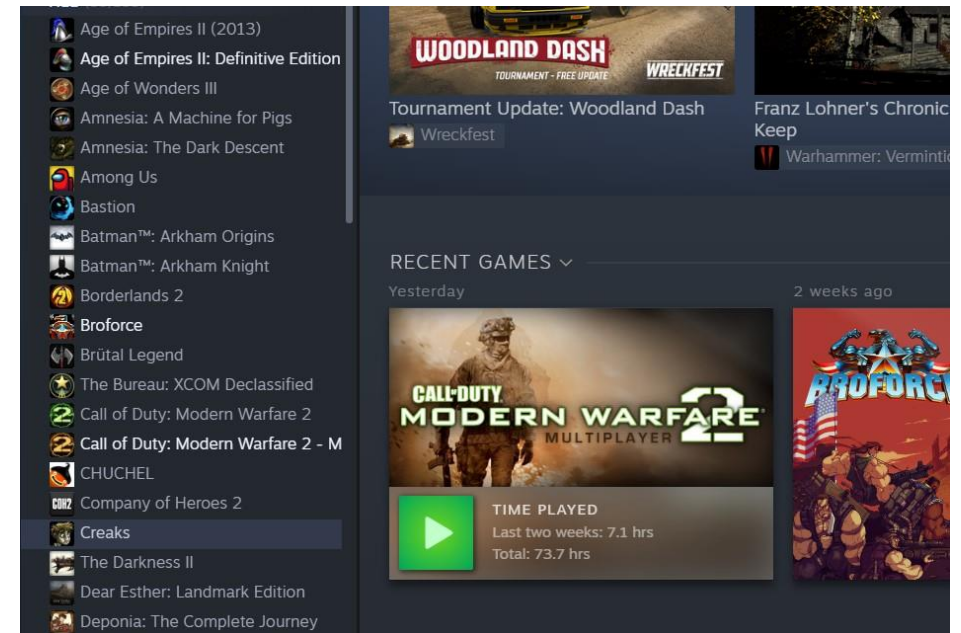 Age of Empires II (2013)
Age of Empires II: Definitive Edition
Age of Wonders III
Amnesia: A Machine for Pigs
Amnesia: The Dark Descent
Among Us
Bastion
Batman™: Arkham Origins
Batman™: Arkham Knight
Borderlands 2
Broforce
Brütal Legend
The Bureau: XCOM Declassified
Call of Duty: Modern Warfare 2
Call of Duty: Modern Warfare 2 - M
CHUCHEL
COH2
Company of Heroes 2
Creaks
The Darkness II
Dear Esther: Landmark Edition
Deponia: The Complete Journey
WOODLAND DASH
TOURNAMENT - FREE UPDATE
WRECKFEST
Tournament Update: Woodland Dash
Wreckfest
Franz Lohner's Chronic
Keep
Warhammer: Vermintid
RECENT GAMES
Yesterday
CALL OF DUTY
MODERN WARFARE 2
MULTIPLAYER
TIME PLAYED
Last two weeks: 7.1 hrs
Total: 73.7 hrs
2 weeks ago
BROFORC